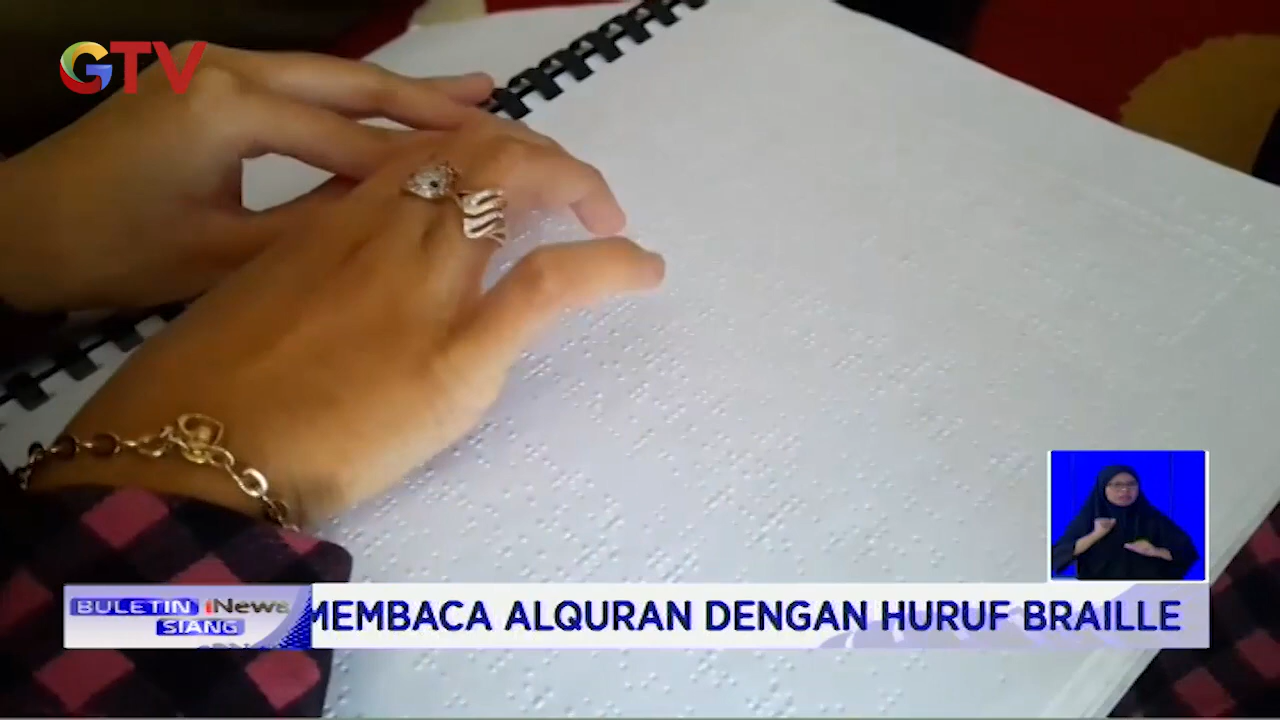 GTV
BULETIN iNews
SIANG
MEMBACA ALQURAN DENGAN HURUF BRAILLE